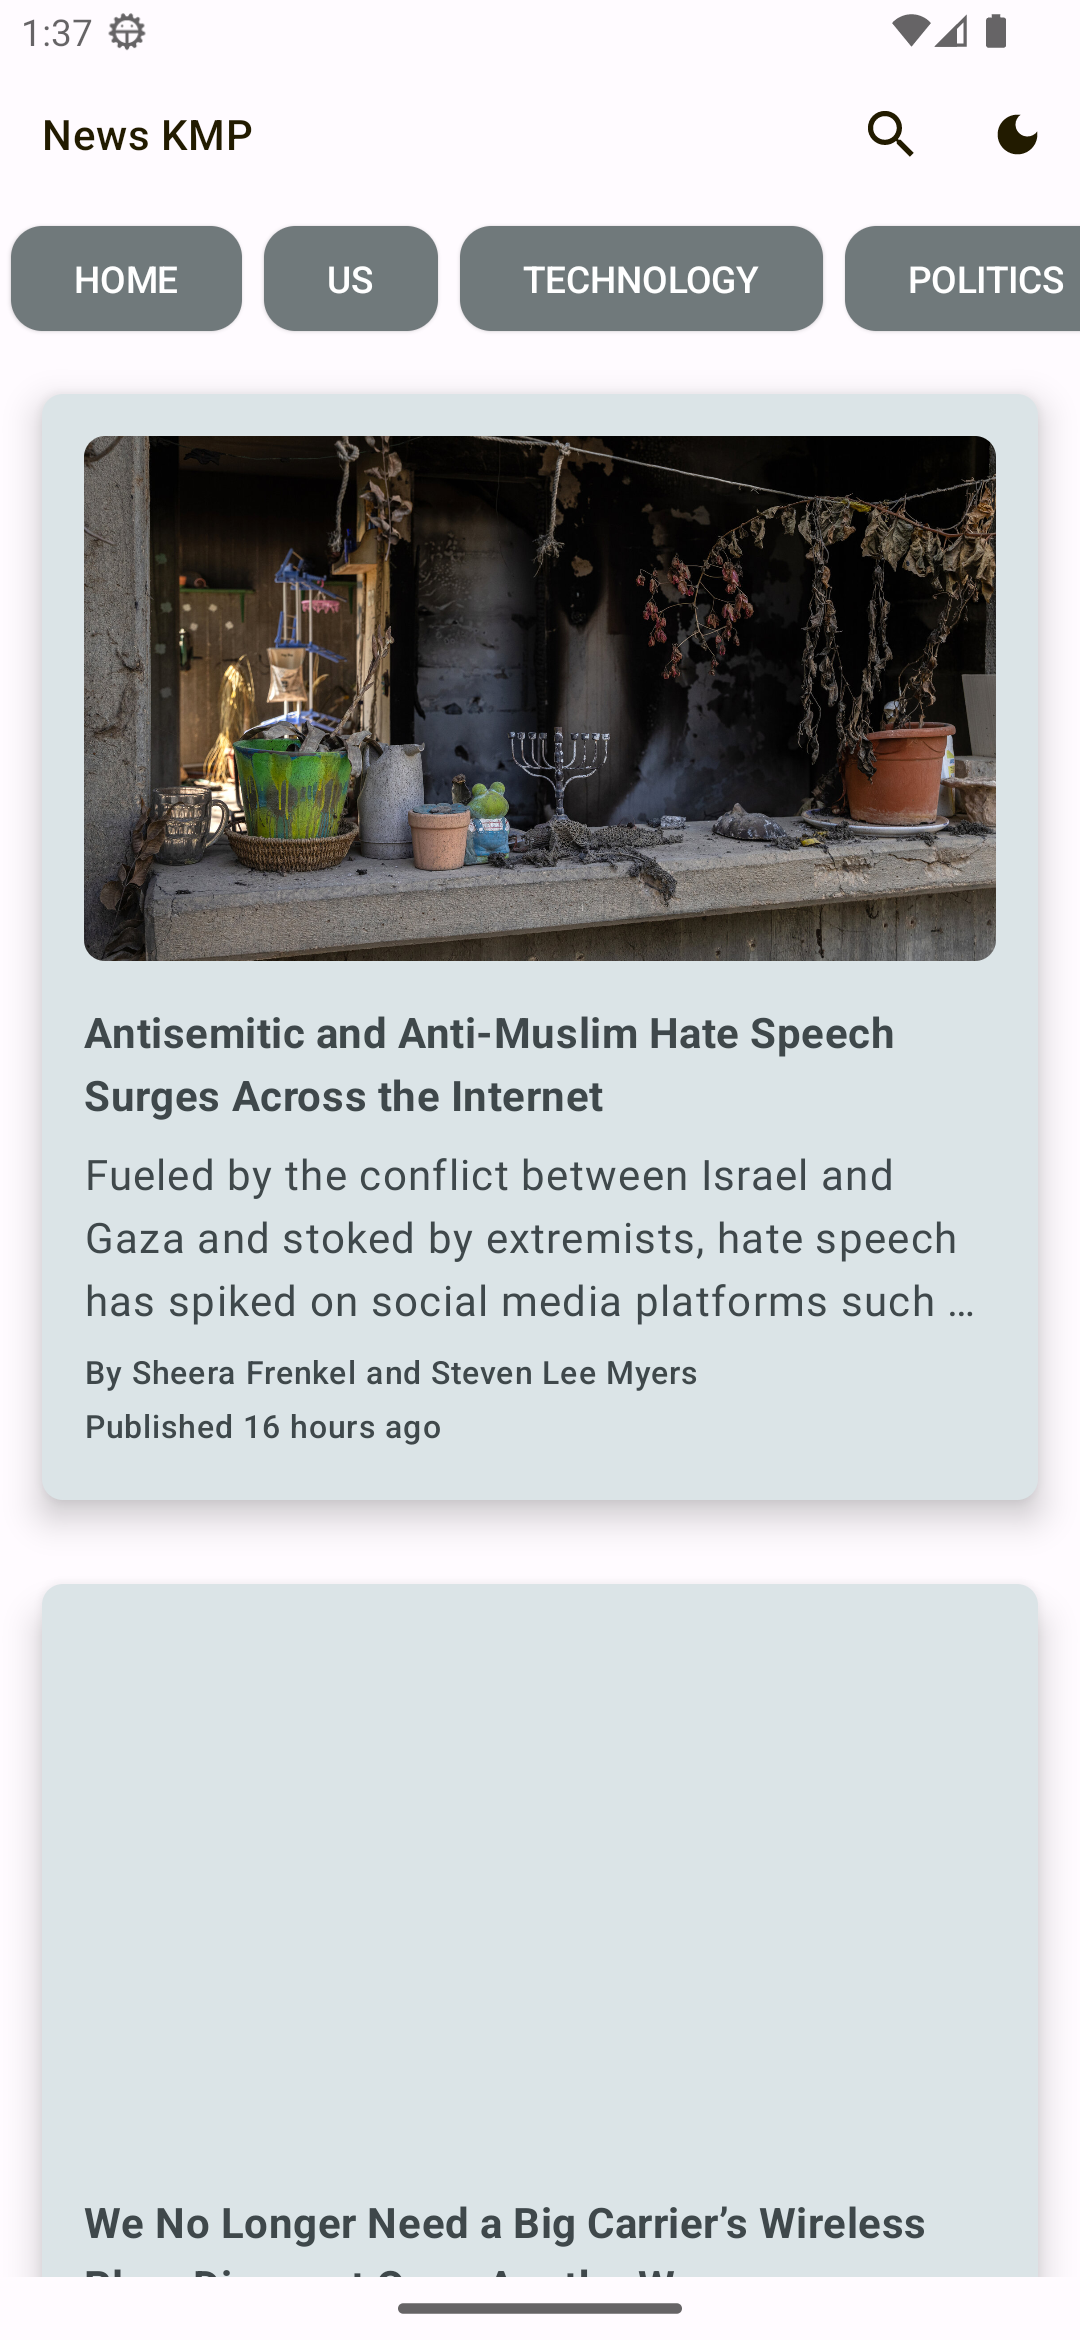 1:37
News KMP
HOME US TECHNOLOGY POLITICS
Antisemitic and Anti-Muslim Hate Speech
Surges Across the Internet
Fueled by the conflict between Israel and
Gaza and stoked by extremists, hate speech
has spiked on social media platforms such …
By Sheera Frenkel and Steven Lee Myers
Published 16 hours ago
We No Longer Need a Big Carrier’s Wireless